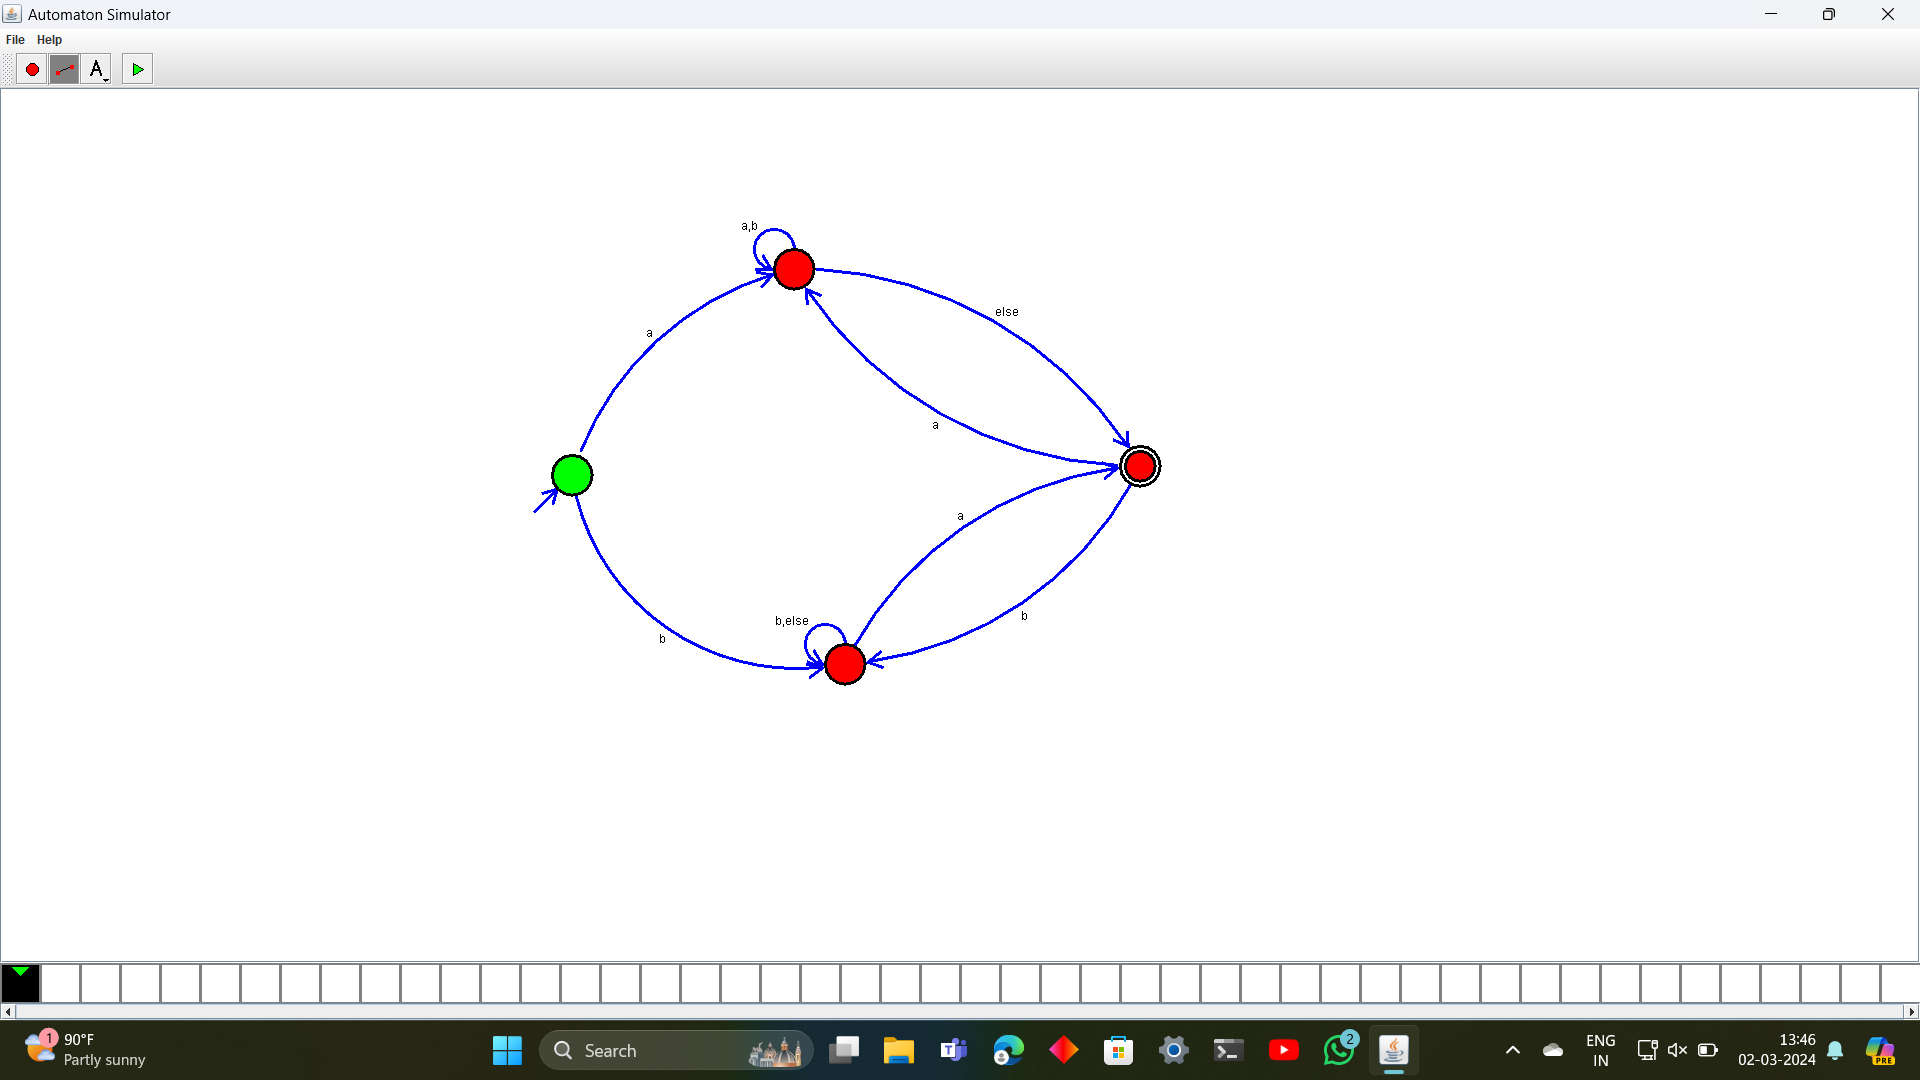 Automaton Simulator
File Help
A
a,b
else
a
a
a
b,else
b
b
1
90°F
Partly sunny
Search
2
ENG
IN
13:46
02-03-2024
PRE